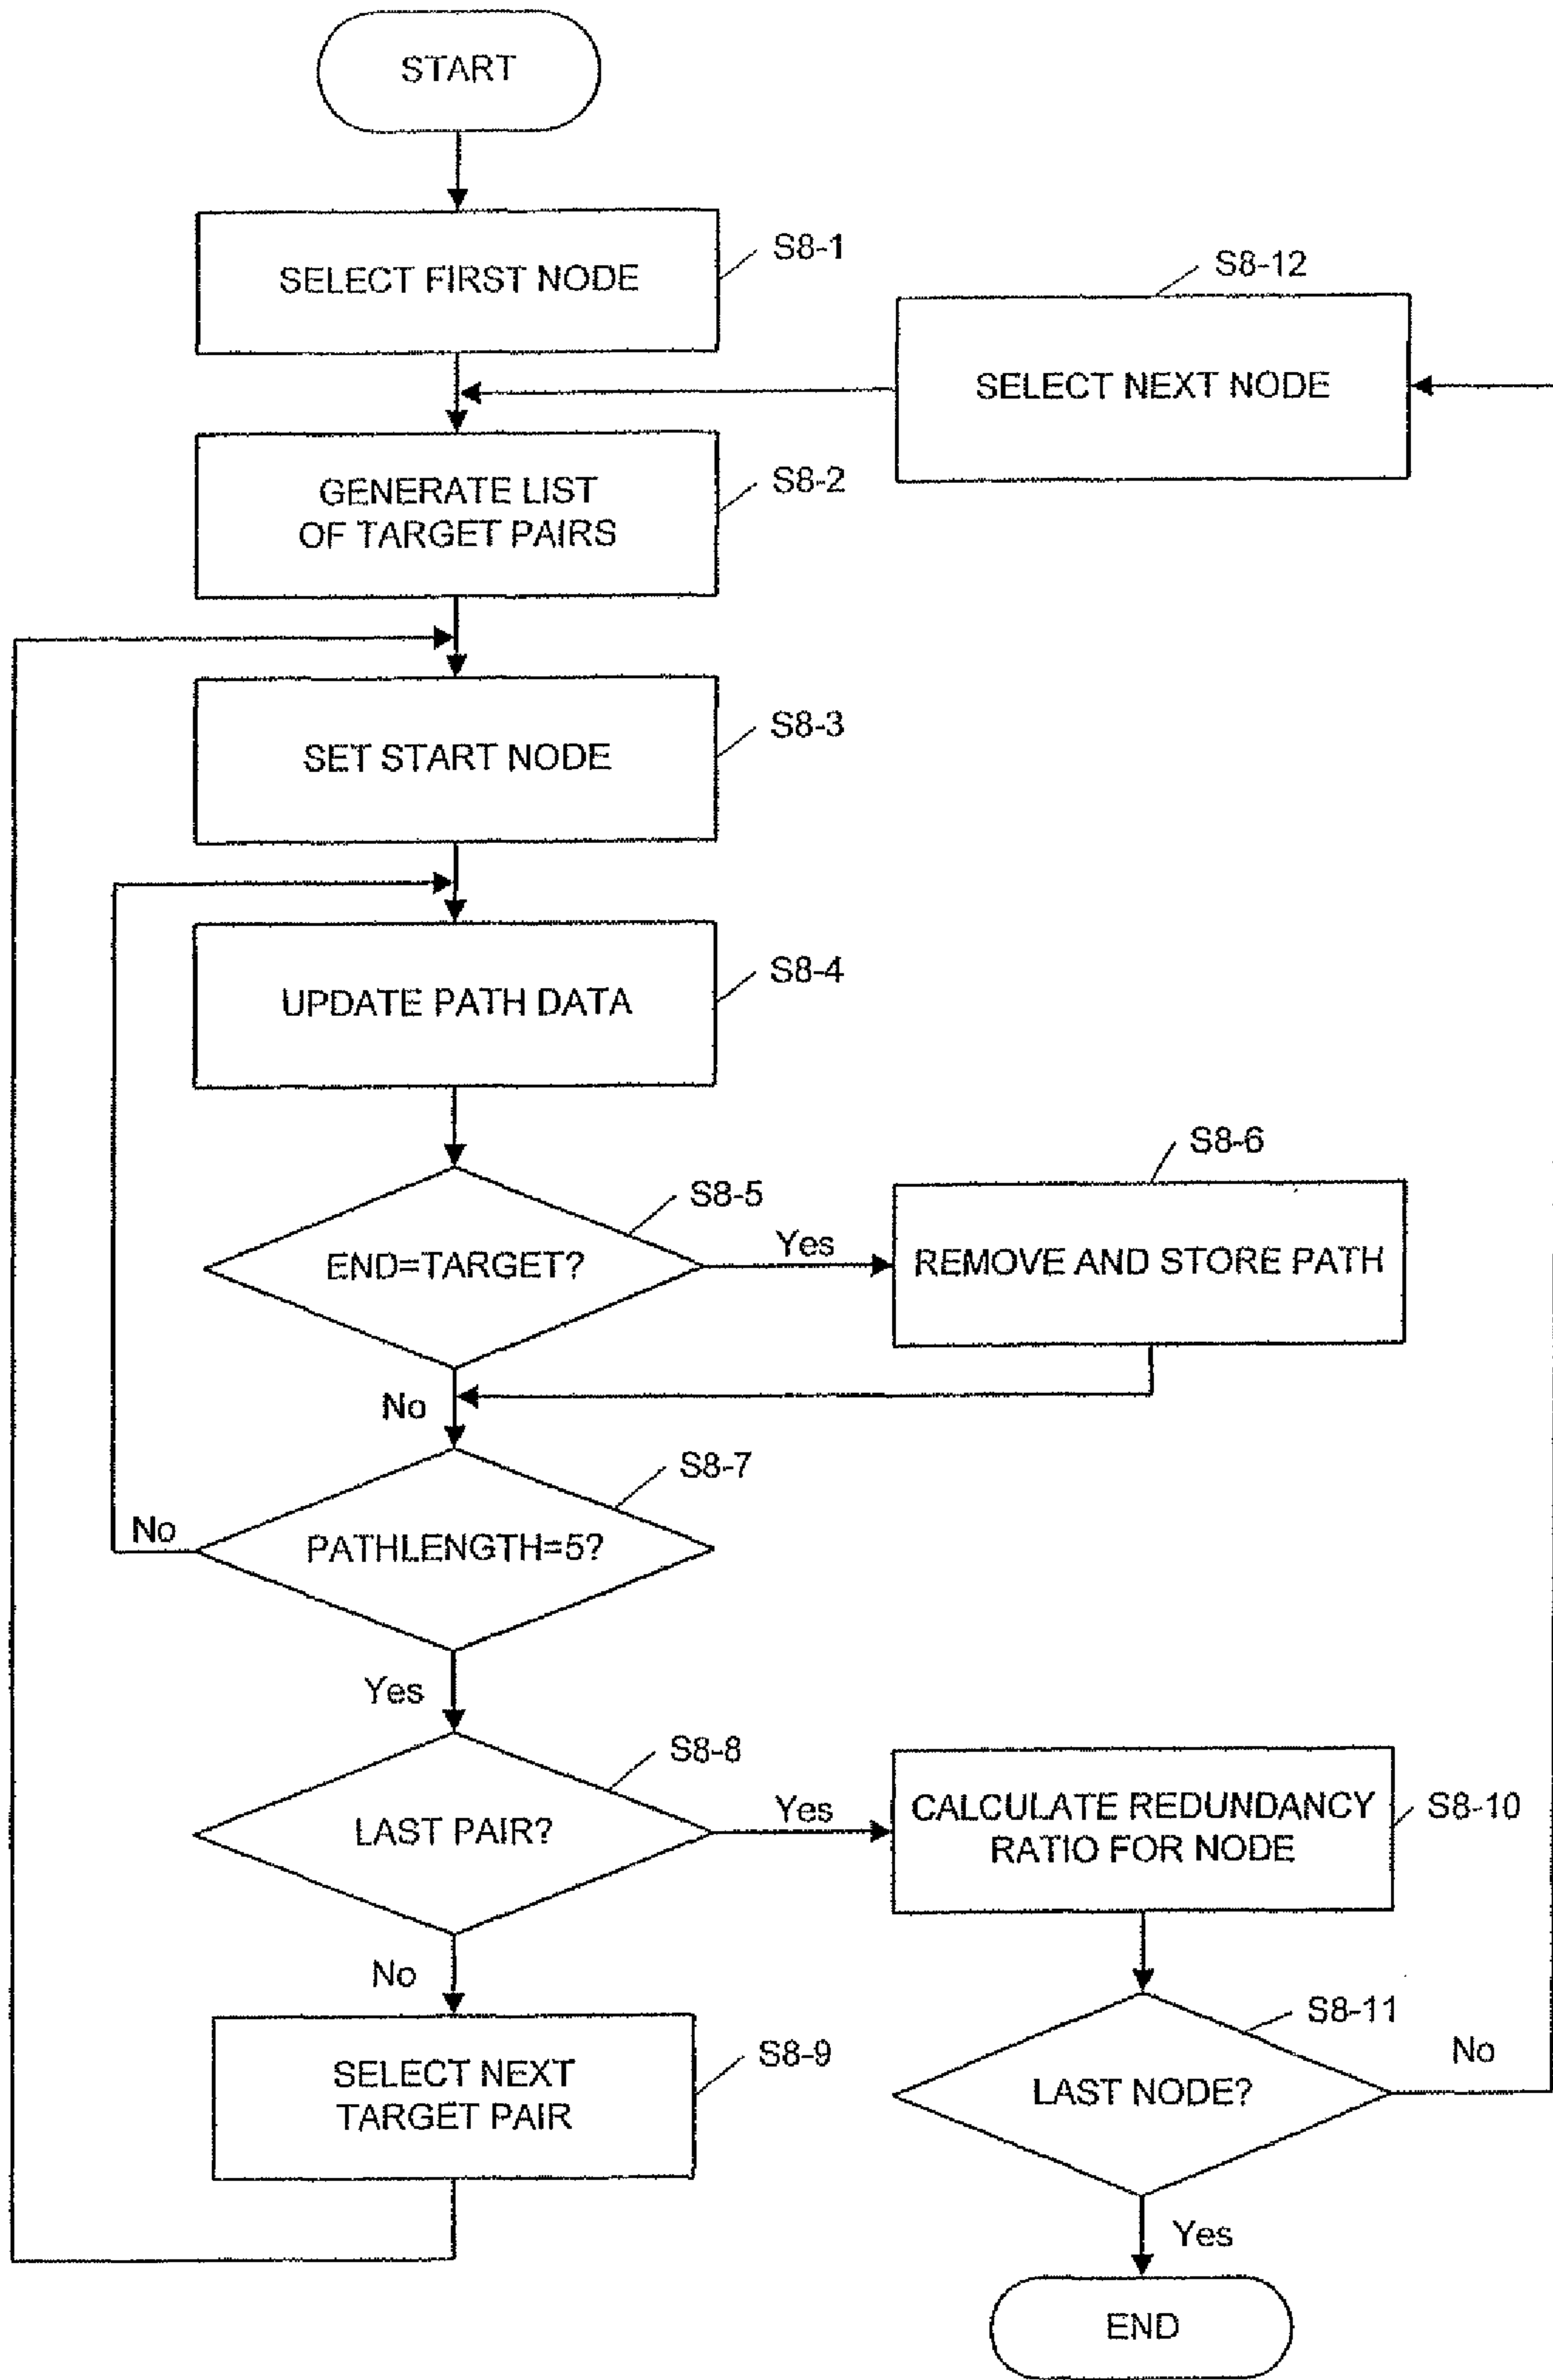 START
SELECT FIRST NODE
S8-1
S8-12
SELECT NEXT NODE
GENERATE LIST
OF TARGET PAIRS
S8-2
SET START NODE
S8-3
UPDATE PATH DATA
S8-4
END=TARGET?
S8-5
Yes
S8-6
REMOVE AND STORE PATH
No
PATHLENGTH=5?
S8-7
No
Yes
LAST PAIR?
S8-8
Yes
CALCULATE REDUNDANCY
RATIO FOR NODE
S8-10
No
SELECT NEXT
TARGET PAIR
S8-9
LAST NODE?
S8-11
No
Yes
END